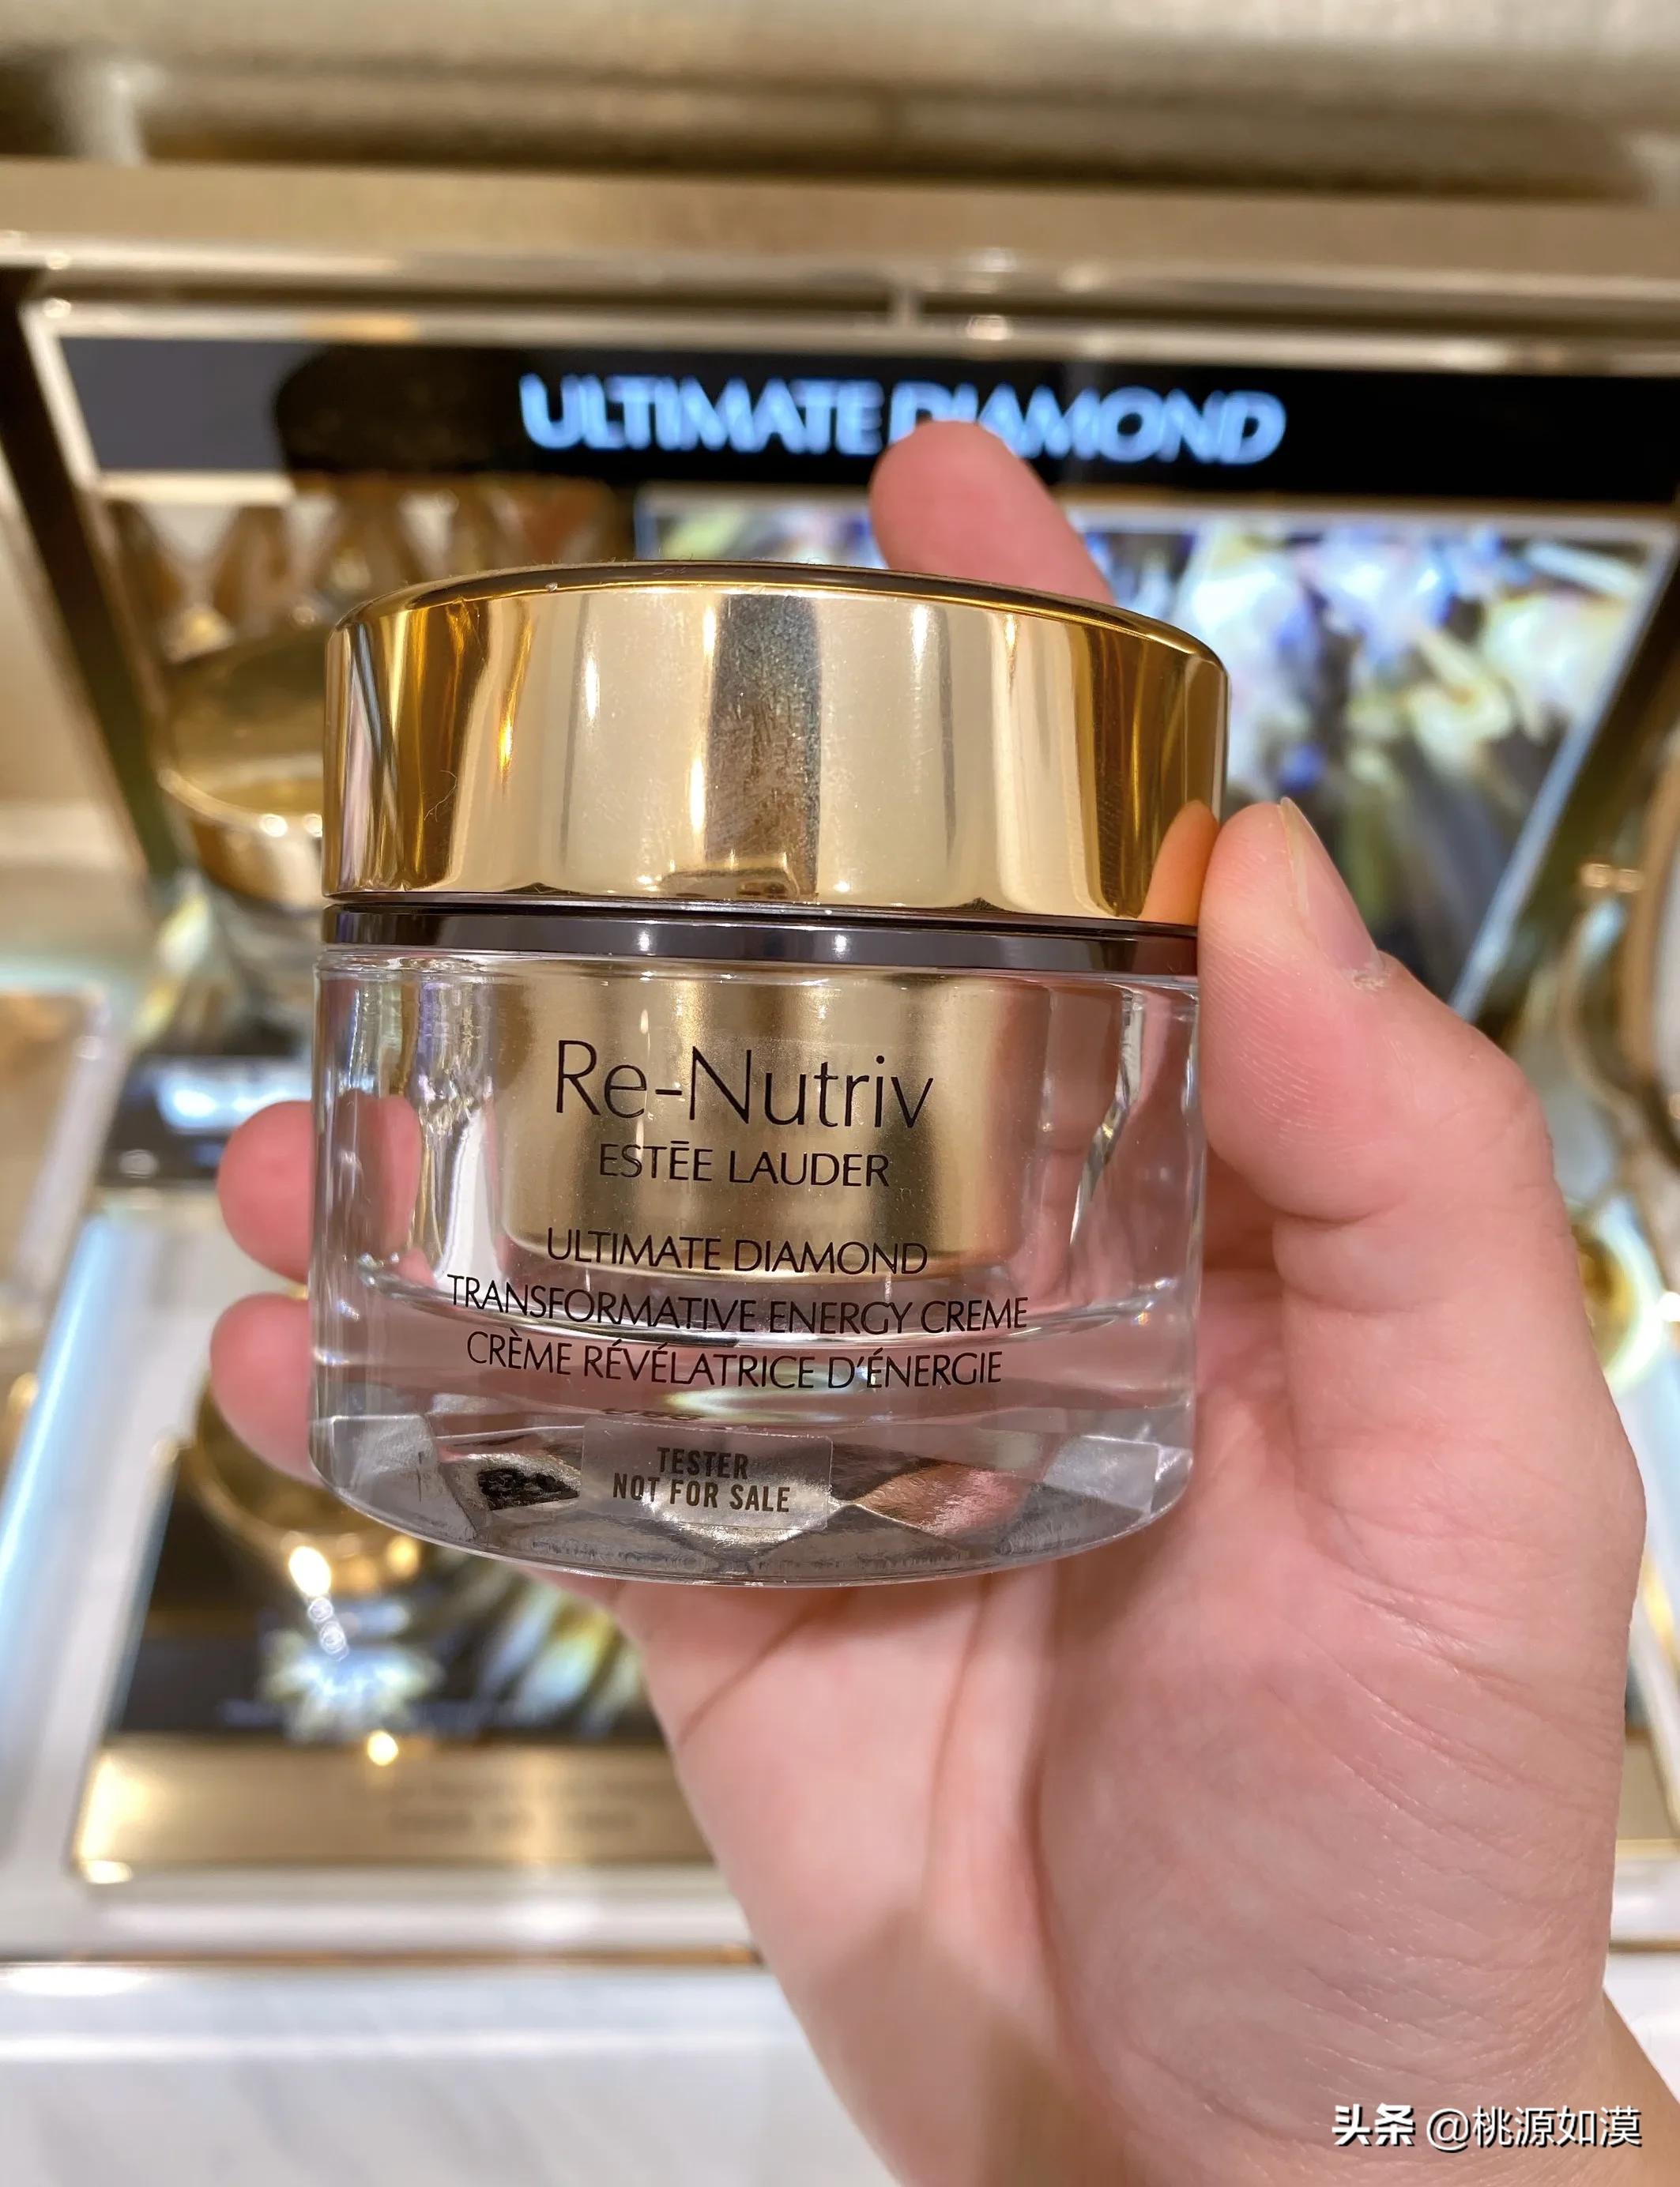 ULTIMATE DIAMOND
Re-Nutriv
ESTĒE LAUDER
ULTIMATE DIAMOND
TRANSFORMATIVE ENERGY CREME
CRÈME RÉVÉLATRICE D'ÉNERGIE
TESTER
NOT FOR SALE
头条 @桃源如漠